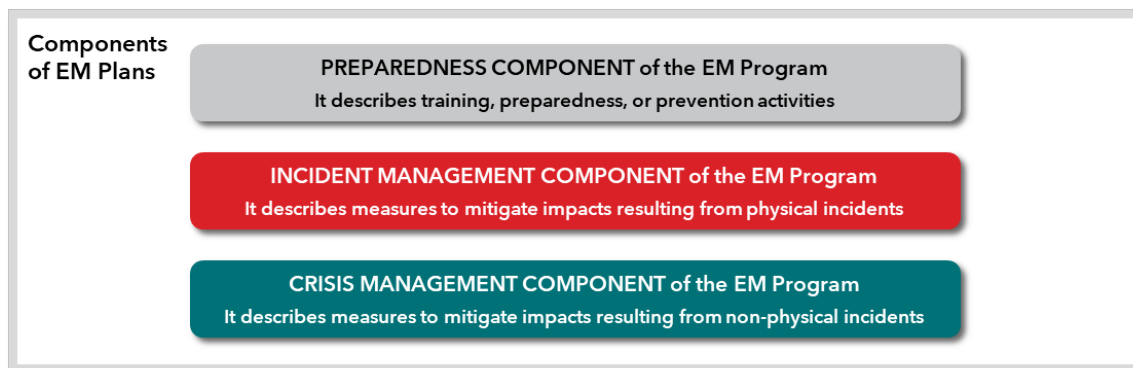 Components
of EM Plans
PREPAREDNESS COMPONENT of the EM Program
It describes training, preparedness, or prevention activities
INCIDENT MANAGEMENT COMPONENT of the EM Program
It describes measures to mitigate impacts resulting from physical incidents
CRISIS MANAGEMENT COMPONENT of the EM Program
It describes measures to mitigate impacts resulting from non-physical incidents